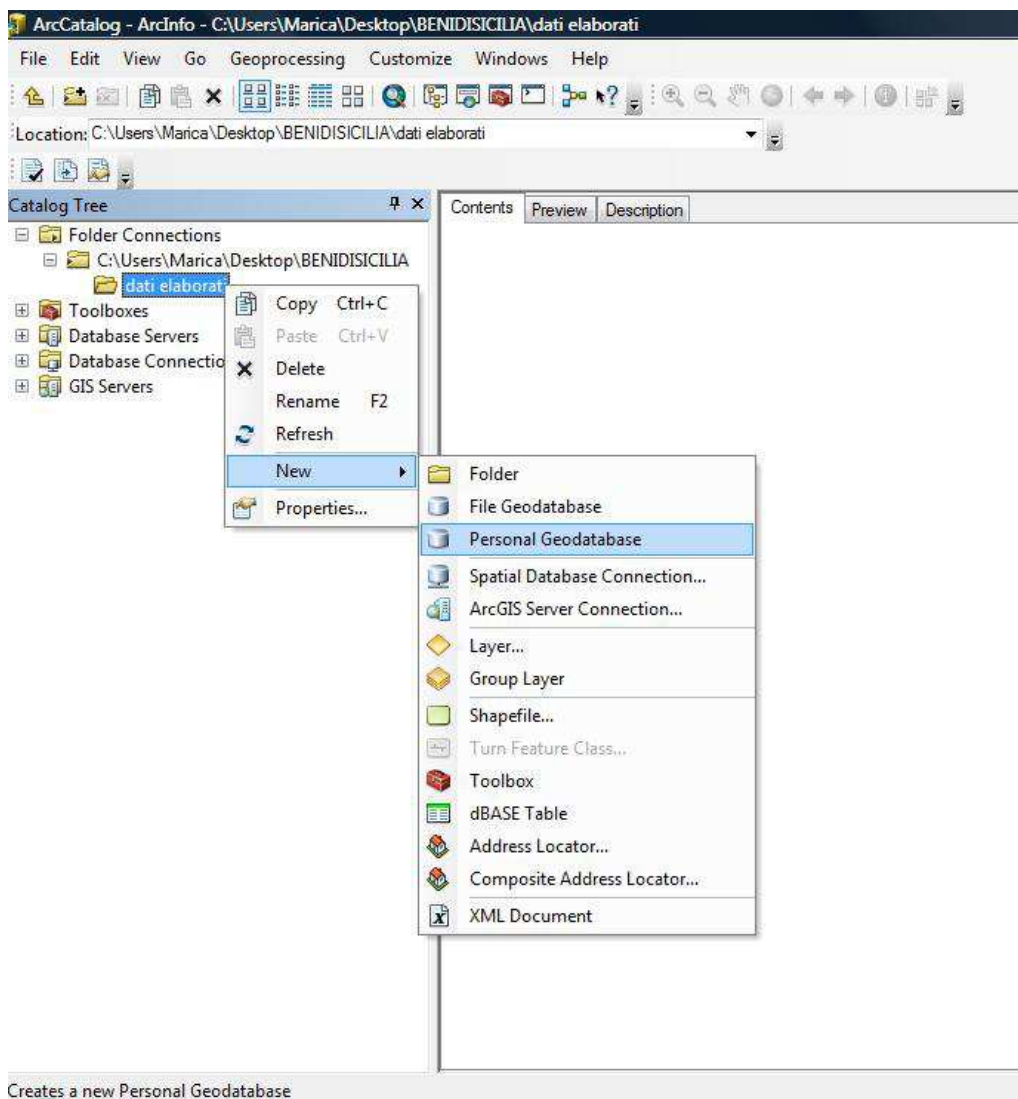 ArcCatalog - ArcInfo - C:\Users\Marica\Desktop\BENIDISICILIA\dati elaborati
File Edit View Go Geoprocessing Customize Windows Help
Location: C:\Users\Marica\Desktop\BENIDISICILIA\dati elaborati
Catalog Tree
Contents Preview Description
Folder Connections
C:\Users\Marica\Desktop\BENIDISICILIA
dati elaborati
Toolboxes
Database Servers
Database Connectio
GIS Servers
Copy Ctrl+C
Paste Ctrl+V
Delete
Rename F2
Refresh
New
Properties...
Folder
File Geodatabase
Personal Geodatabase
Spatial Database Connection...
ArcGIS Server Connection...
Layer...
Group Layer
Shapefile...
Turn Feature Class...
Toolbox
dBASE Table
Address Locator...
Composite Address Locator...
XML Document
Creates a new Personal Geodatabase